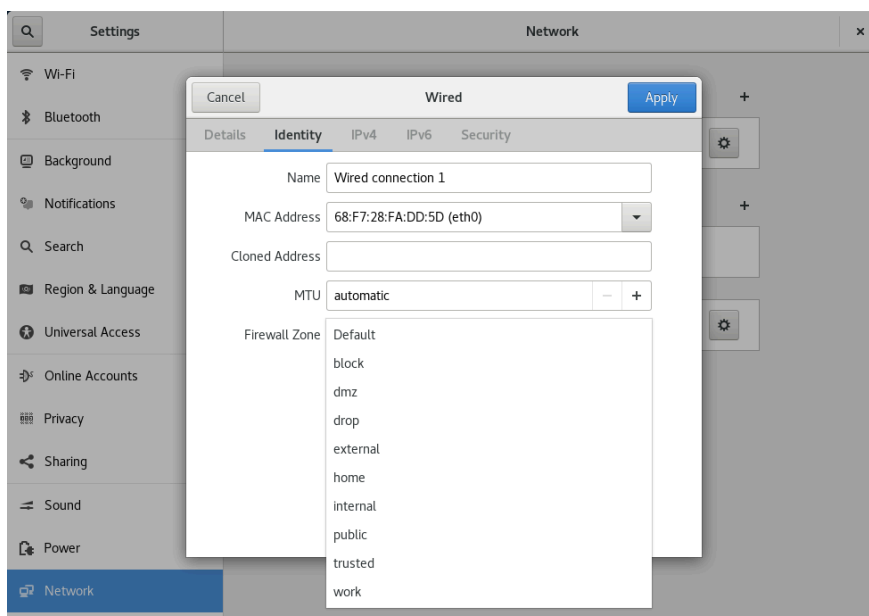 Settings
Network
Wi-Fi
Bluetooth
Background
Notifications
Search
Region & Language
Universal Access
Online Accounts
Privacy
Sharing
Sound
Power
Network
Cancel
Wired
Apply
Details Identity IPv4 IPv6 Security
Name Wired connection 1
MAC Address 68:F7:28:FA:DD:5D (eth0)
Cloned Address
MTU automatic
Firewall Zone Default
block
dmz
drop
external
home
internal
public
trusted
work